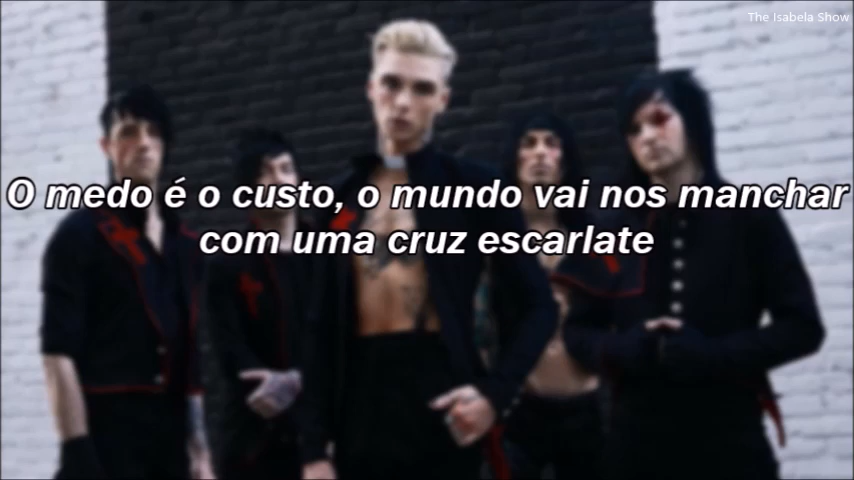 The Isabela Show
O medo é o custo, o mundo vai nos manchar
com uma cruz escarlate